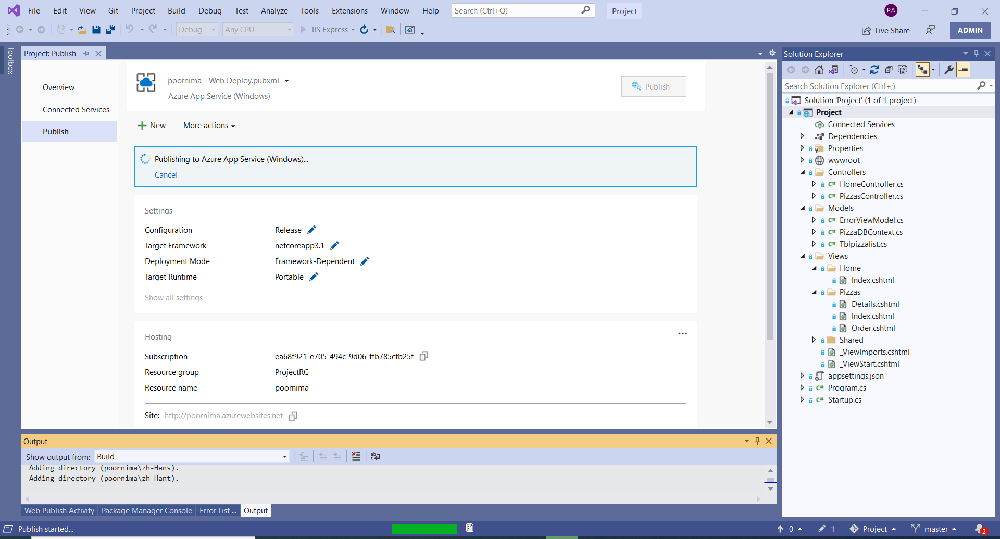 File Edit View Git Project Build Debug Test Analyze Tools Extensions Window Help Search (Ctrl+Q) Project PA
Debug Any CPU IIS Express Live Share ADMIN
Toolbox
Project: Publish
Overview
Connected Services
Publish
poornima - Web Deploy.pubxml
Azure App Service (Windows)
Publish
New More actions
Publishing to Azure App Service (Windows)...
Cancel
Settings
Configuration Release
Target Framework netcoreapp3.1
Deployment Mode Framework-Dependent
Target Runtime Portable
Show all settings
Hosting
Subscription ea68f921-e705-494c-9d06-ffb785cfb25f
Resource group ProjectRG
Resource name poornima
Site: http://poornima.azurewebsites.net
Output
Show output from: Build
Adding directory (poornima\zh-Hans).
Adding directory (poornima\zh-Hant).
Web Publish Activity Package Manager Console Error List ... Output
Solution Explorer
Search Solution Explorer (Ctrl+;)
Solution 'Project' (1 of 1 project)
Project
Connected Services
Dependencies
Properties
wwwroot
Controllers
C# HomeController.cs
C# PizzasController.cs
Models
C# ErrorViewModel.cs
C# PizzaDBContext.cs
C# Tblpizzalist.cs
Views
Home
Index.cshtml
Pizzas
Details.cshtml
Index.cshtml
Order.cshtml
Shared
_ViewImports.cshtml
_ViewStart.cshtml
appsettings.json
C# Program.cs
C# Startup.cs
Publish started... 0 1 Project master 2